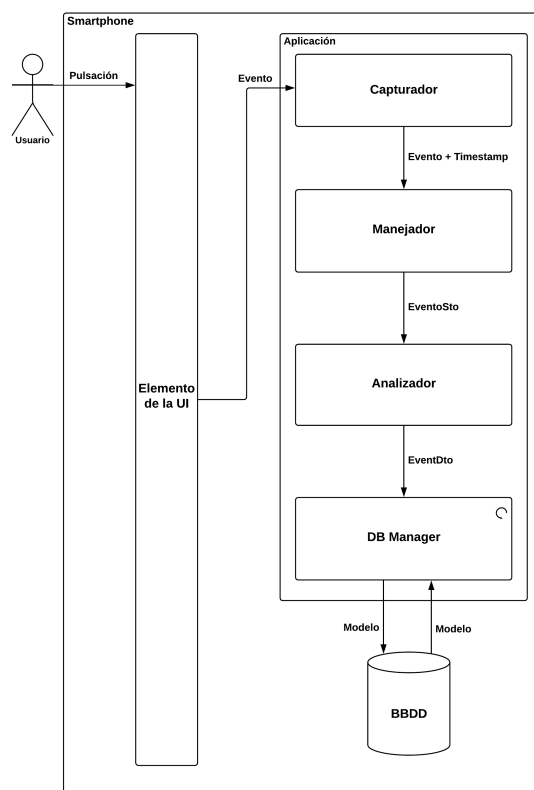 Smartphone
Aplicación
Pulsación
Evento
Capturador
Usuario
Evento + Timestamp
Manejador
EventoSto
Elemento
de la UI
Analizador
EventDto
DB Manager
Modelo
Modelo
BBDD